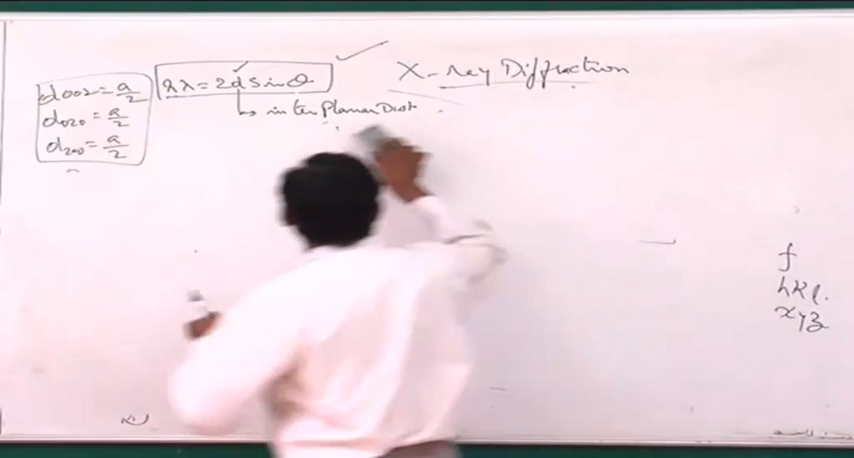 d002 = a/2
d020 = a/2
d200 = a/2
nλ = 2d sin θ
↳ inter planar Dist
X-ray Diffraction
f
hkl.
xyz